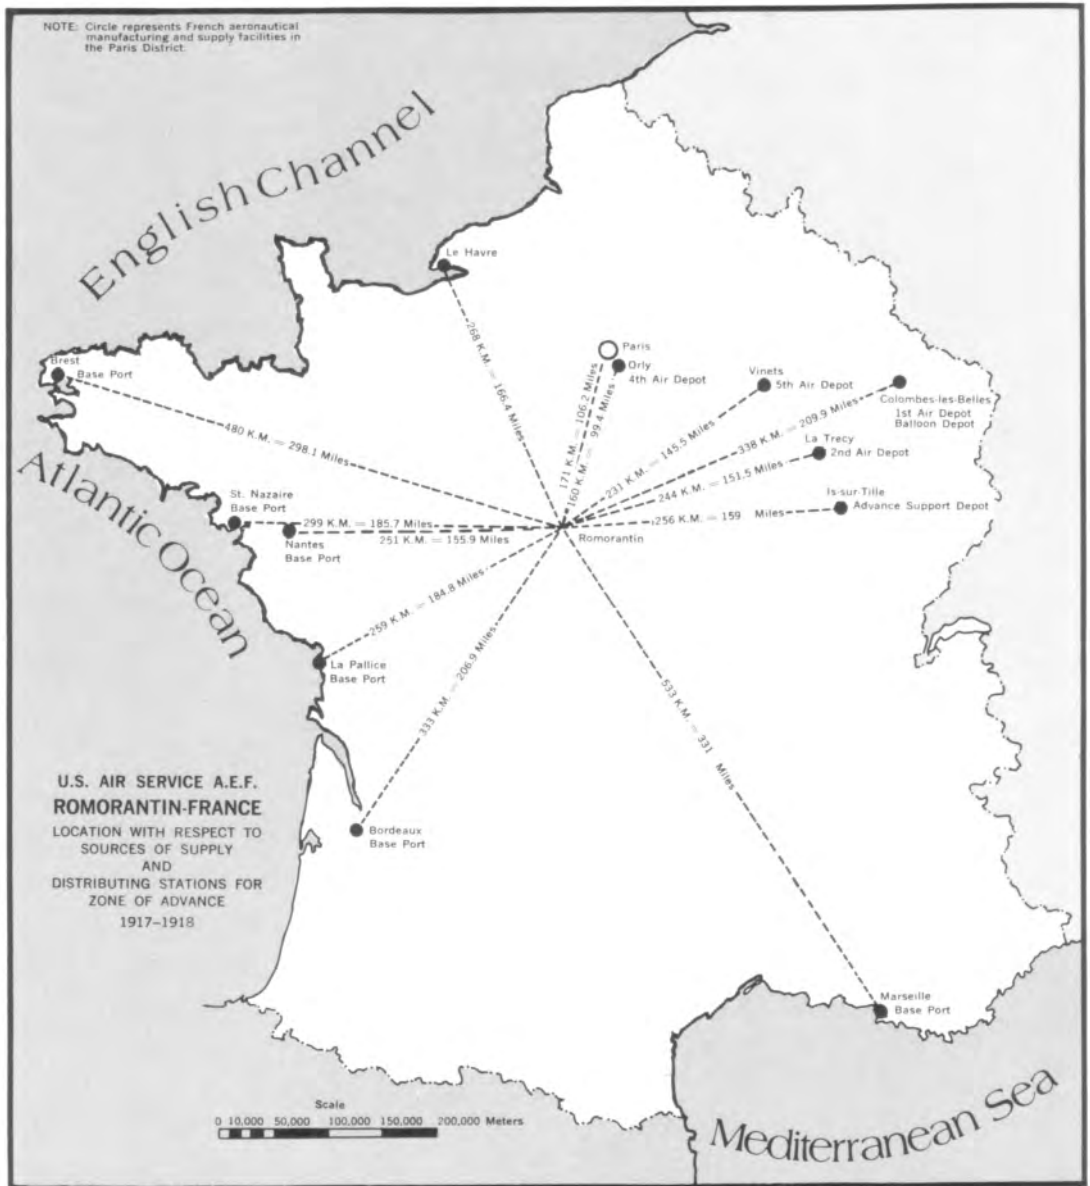 NOTE: Circle represents French aeronautical
manufacturing and supply facilities in
the Paris District.
English Channel
Le Havre
268 K.M. = 166.4 Miles
Paris
171 K.M. = 106.2 Miles
Orly
4th Air Depot
160 K.M. = 99.4 Miles
Vinets
5th Air Depot
231 K.M. = 145.5 Miles
Colombes-les-Belles
1st Air Depot
Balloon Depot
338 K.M. = 209.9 Miles
La Trecy
2nd Air Depot
244 K.M. = 151.5 Miles
Is-sur-Tille
Advance Support Depot
256 K.M. = 159 Miles
Brest
Base Port
480 K.M. = 298.1 Miles
Atlantic Ocean
St. Nazaire
Base Port
299 K.M. = 185.7 Miles
Nantes
Base Port
251 K.M. = 155.9 Miles
Romorantin
259 K.M. = 184.8 Miles
La Pallice
Base Port
333 K.M. = 206.9 Miles
Bordeaux
Base Port
533 K.M. = 331 Miles
Marseille
Base Port
U.S. AIR SERVICE A.E.F.
ROMORANTIN-FRANCE
LOCATION WITH RESPECT TO
SOURCES OF SUPPLY
AND
DISTRIBUTING STATIONS FOR
ZONE OF ADVANCE
1917–1918
Scale
0 10,000 50,000 100,000 150,000 200,000 Meters
Mediterranean Sea